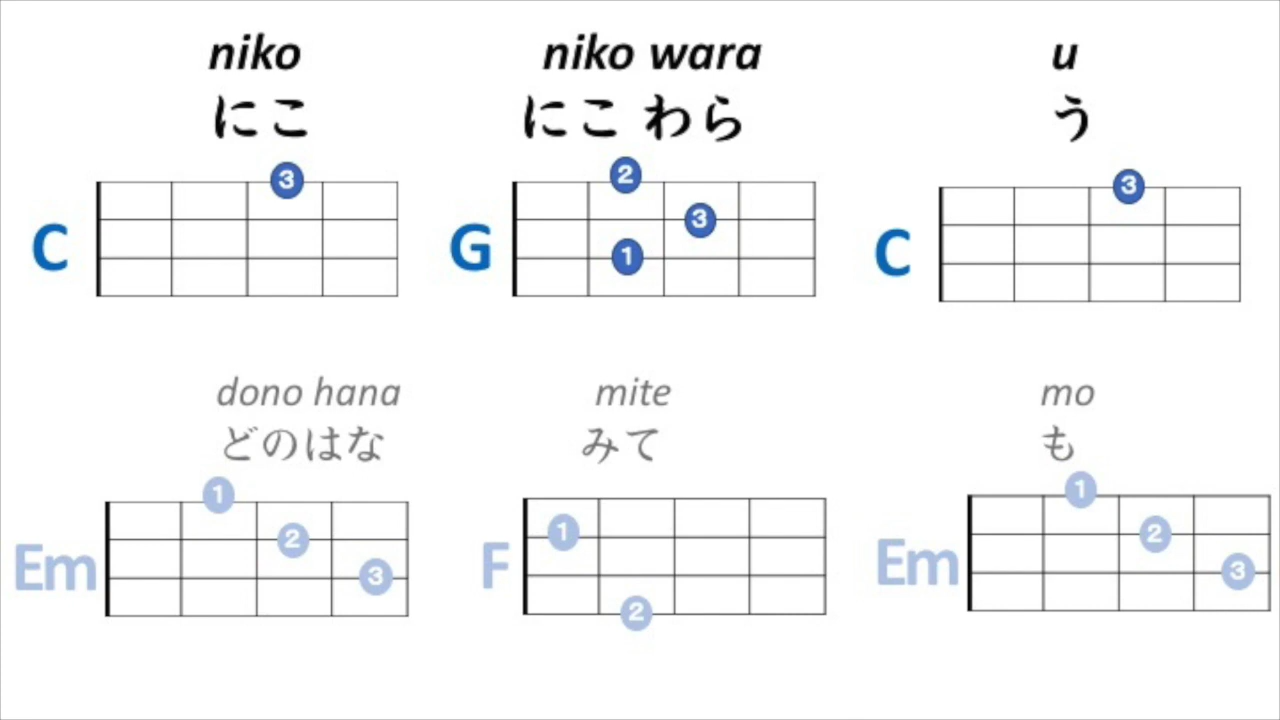 niko niko wara u
にこ にこ わら う
3 2 3
C G 3 C
1
dono hana mite mo
どのはな みて も
1 1
Em 2 F 1 Em 2
3 2 3